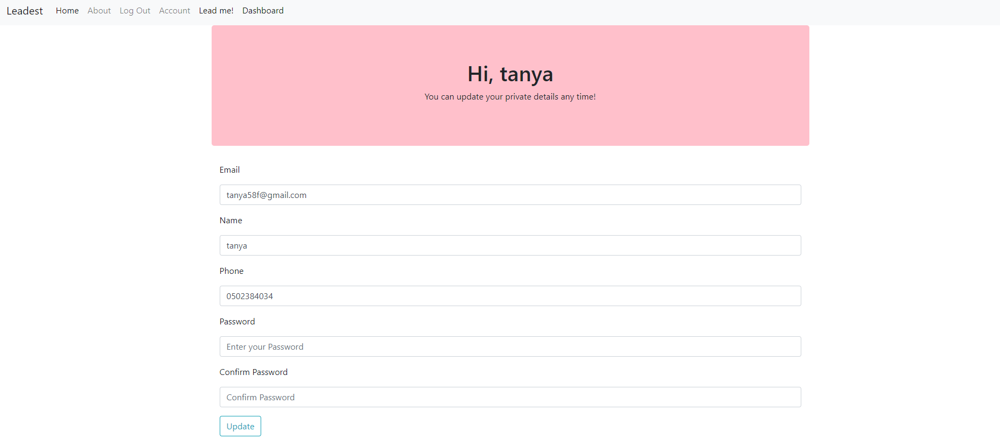 Leadest Home About Log Out Account Lead me! Dashboard
Hi, tanya
You can update your private details any time!
Email
tanya58f@gmail.com
Name
tanya
Phone
0502384034
Password
Enter your Password
Confirm Password
Confirm Password
Update